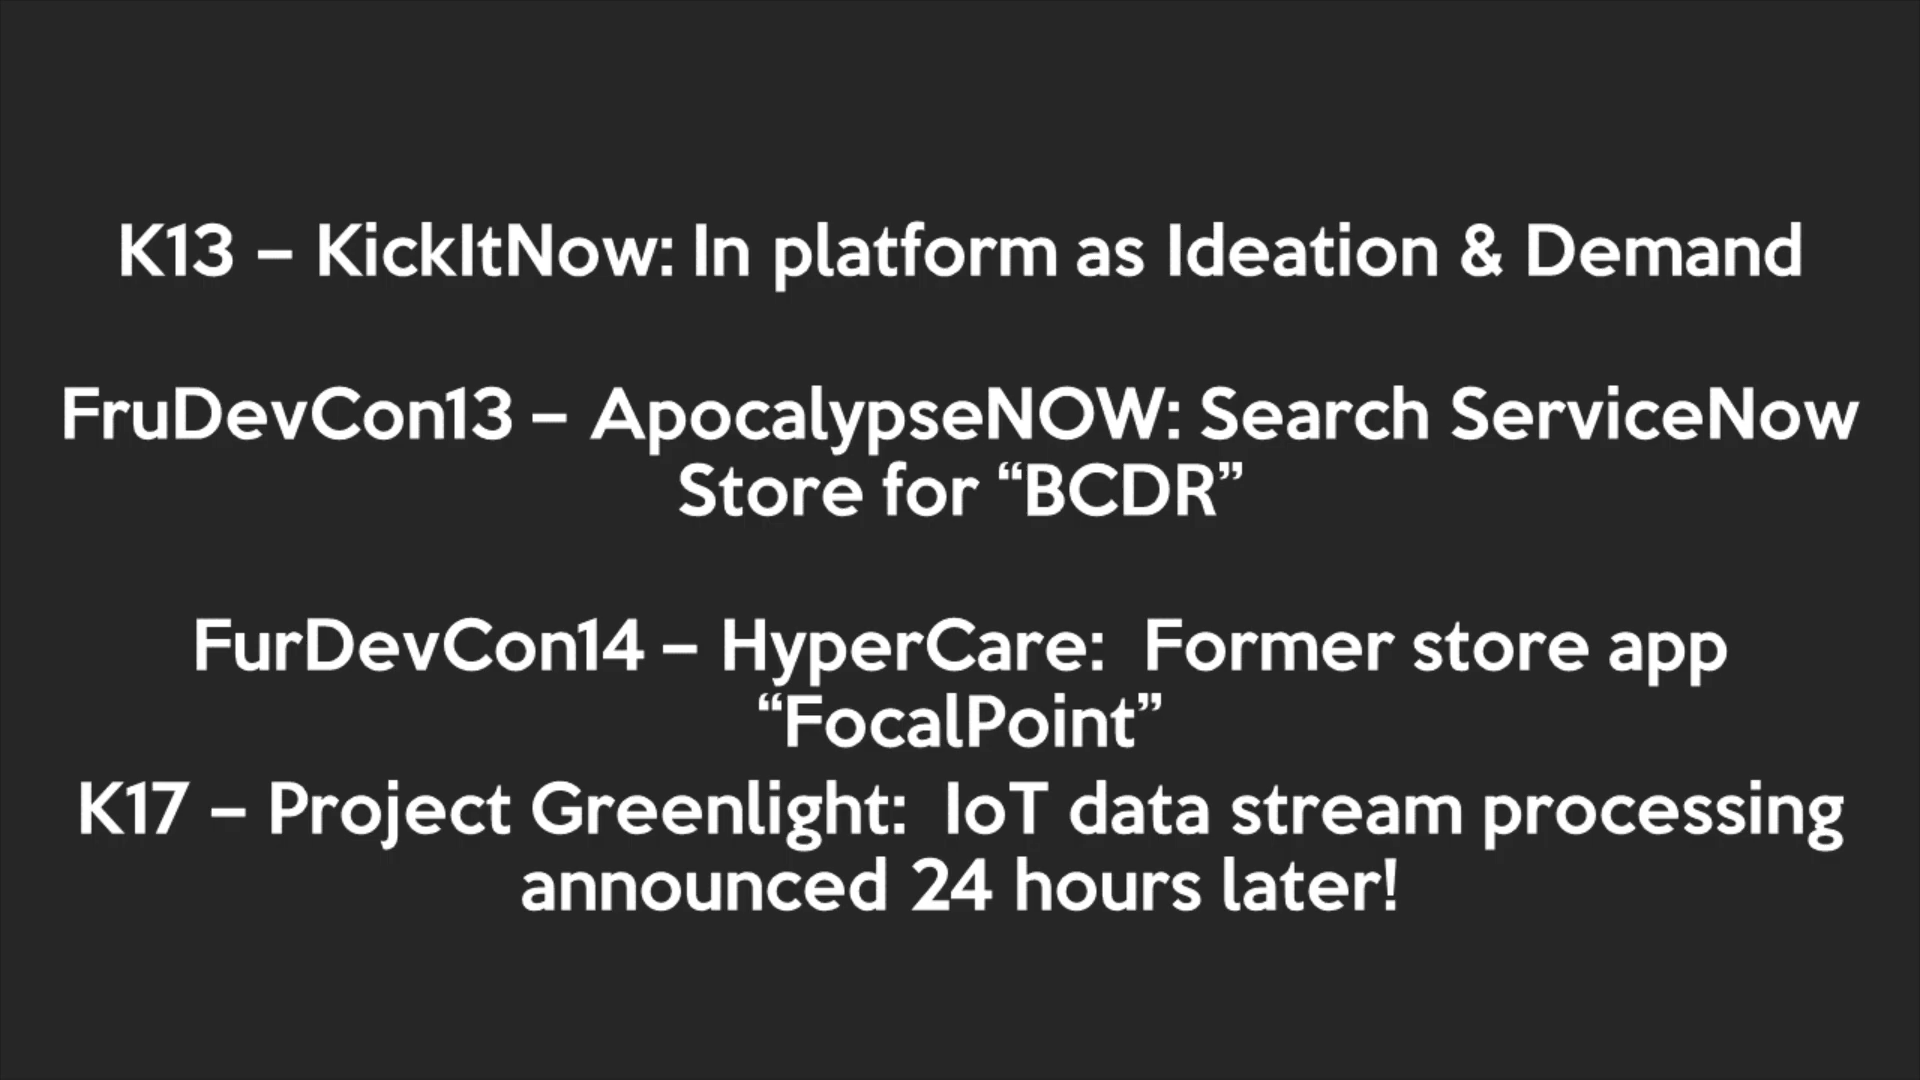 K13 – KickItNow: In platform as Ideation & Demand
FruDevCon13 – ApocalypseNOW: Search ServiceNow
Store for “BCDR”
FurDevCon14 – HyperCare:  Former store app
“FocalPoint”
K17 – Project Greenlight:  IoT data stream processing
announced 24 hours later!